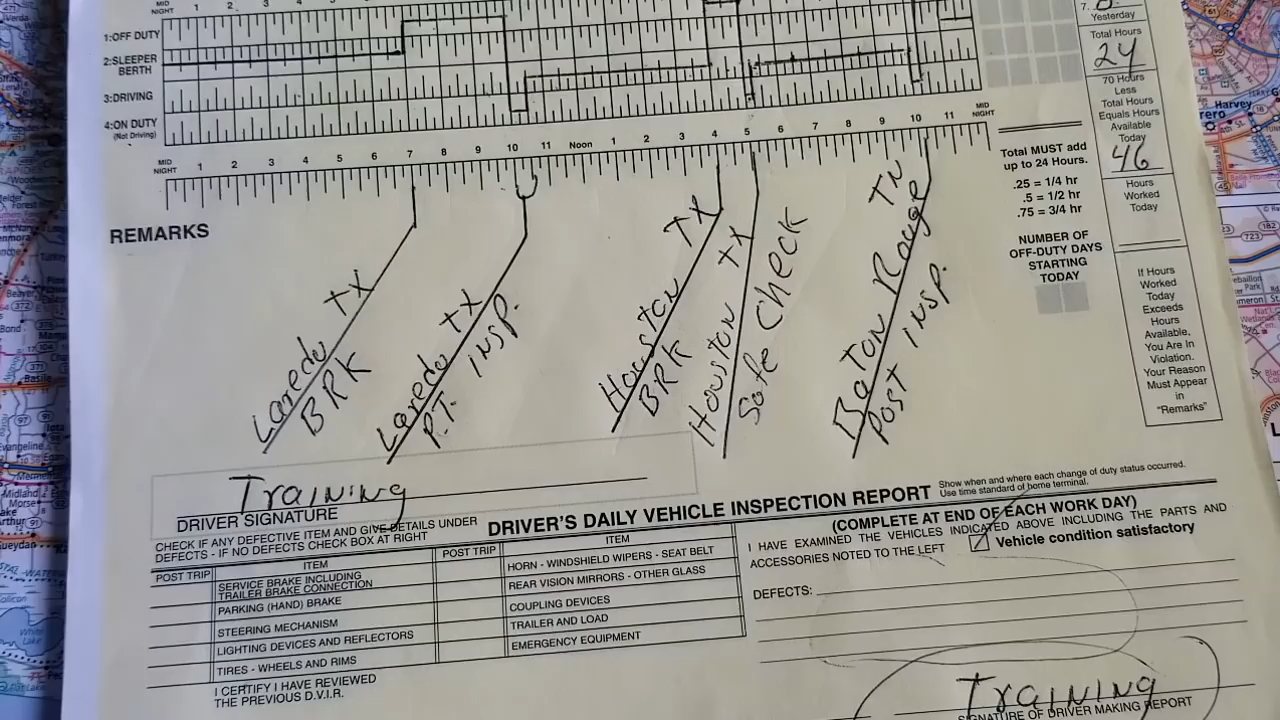 MID NIGHT 1 2 3 4 5 6 7 8
1:OFF DUTY
2:SLEEPER BERTH
3:DRIVING
4:ON DUTY
(Not Driving)
MID NIGHT 1 2 3 4 5 6 7 8 9 10 11 Noon 1 2 3 4 5 6 7 8 9 10 11 MID NIGHT
REMARKS
Laredo TX
BRK
Laredo TX
P.T. INSP.
Houston TX
BRK
Houston TX
Safe Check
Baton Rouge TN
Post INSP.
7.
Yesterday
Total Hours
24
70 Hours
Less
Total Hours
Equals Hours
Available
Today
46
Hours
Worked
Today
If Hours
Worked
Today
Exceeds
Hours
Available,
You Are In
Violation.
Your Reason
Must Appear
in
"Remarks"
Total MUST add
up to 24 Hours.
.25 = 1/4 hr
.5 = 1/2 hr
.75 = 3/4 hr
NUMBER OF
OFF-DUTY DAYS
STARTING
TODAY
Training
DRIVER SIGNATURE
Show when and where each change of duty status occurred.
Use time standard of home terminal.
CHECK IF ANY DEFECTIVE ITEM AND GIVE DETAILS UNDER
DEFECTS - IF NO DEFECTS CHECK BOX AT RIGHT
DRIVER'S DAILY VEHICLE INSPECTION REPORT
(COMPLETE AT END OF EACH WORK DAY)
POST TRIP ITEM POST TRIP ITEM
SERVICE BRAKE INCLUDING
TRAILER BRAKE CONNECTION
PARKING (HAND) BRAKE
STEERING MECHANISM
LIGHTING DEVICES AND REFLECTORS
TIRES - WHEELS AND RIMS
HORN - WINDSHIELD WIPERS - SEAT BELT
REAR VISION MIRRORS - OTHER GLASS
COUPLING DEVICES
TRAILER AND LOAD
EMERGENCY EQUIPMENT
I HAVE EXAMINED THE VEHICLES INDICATED ABOVE INCLUDING THE PARTS AND
ACCESSORIES NOTED TO THE LEFT
Vehicle condition satisfactory
DEFECTS:
I CERTIFY I HAVE REVIEWED
THE PREVIOUS D.V.I.R.
Training
SIGNATURE OF DRIVER MAKING REPORT
Harvey